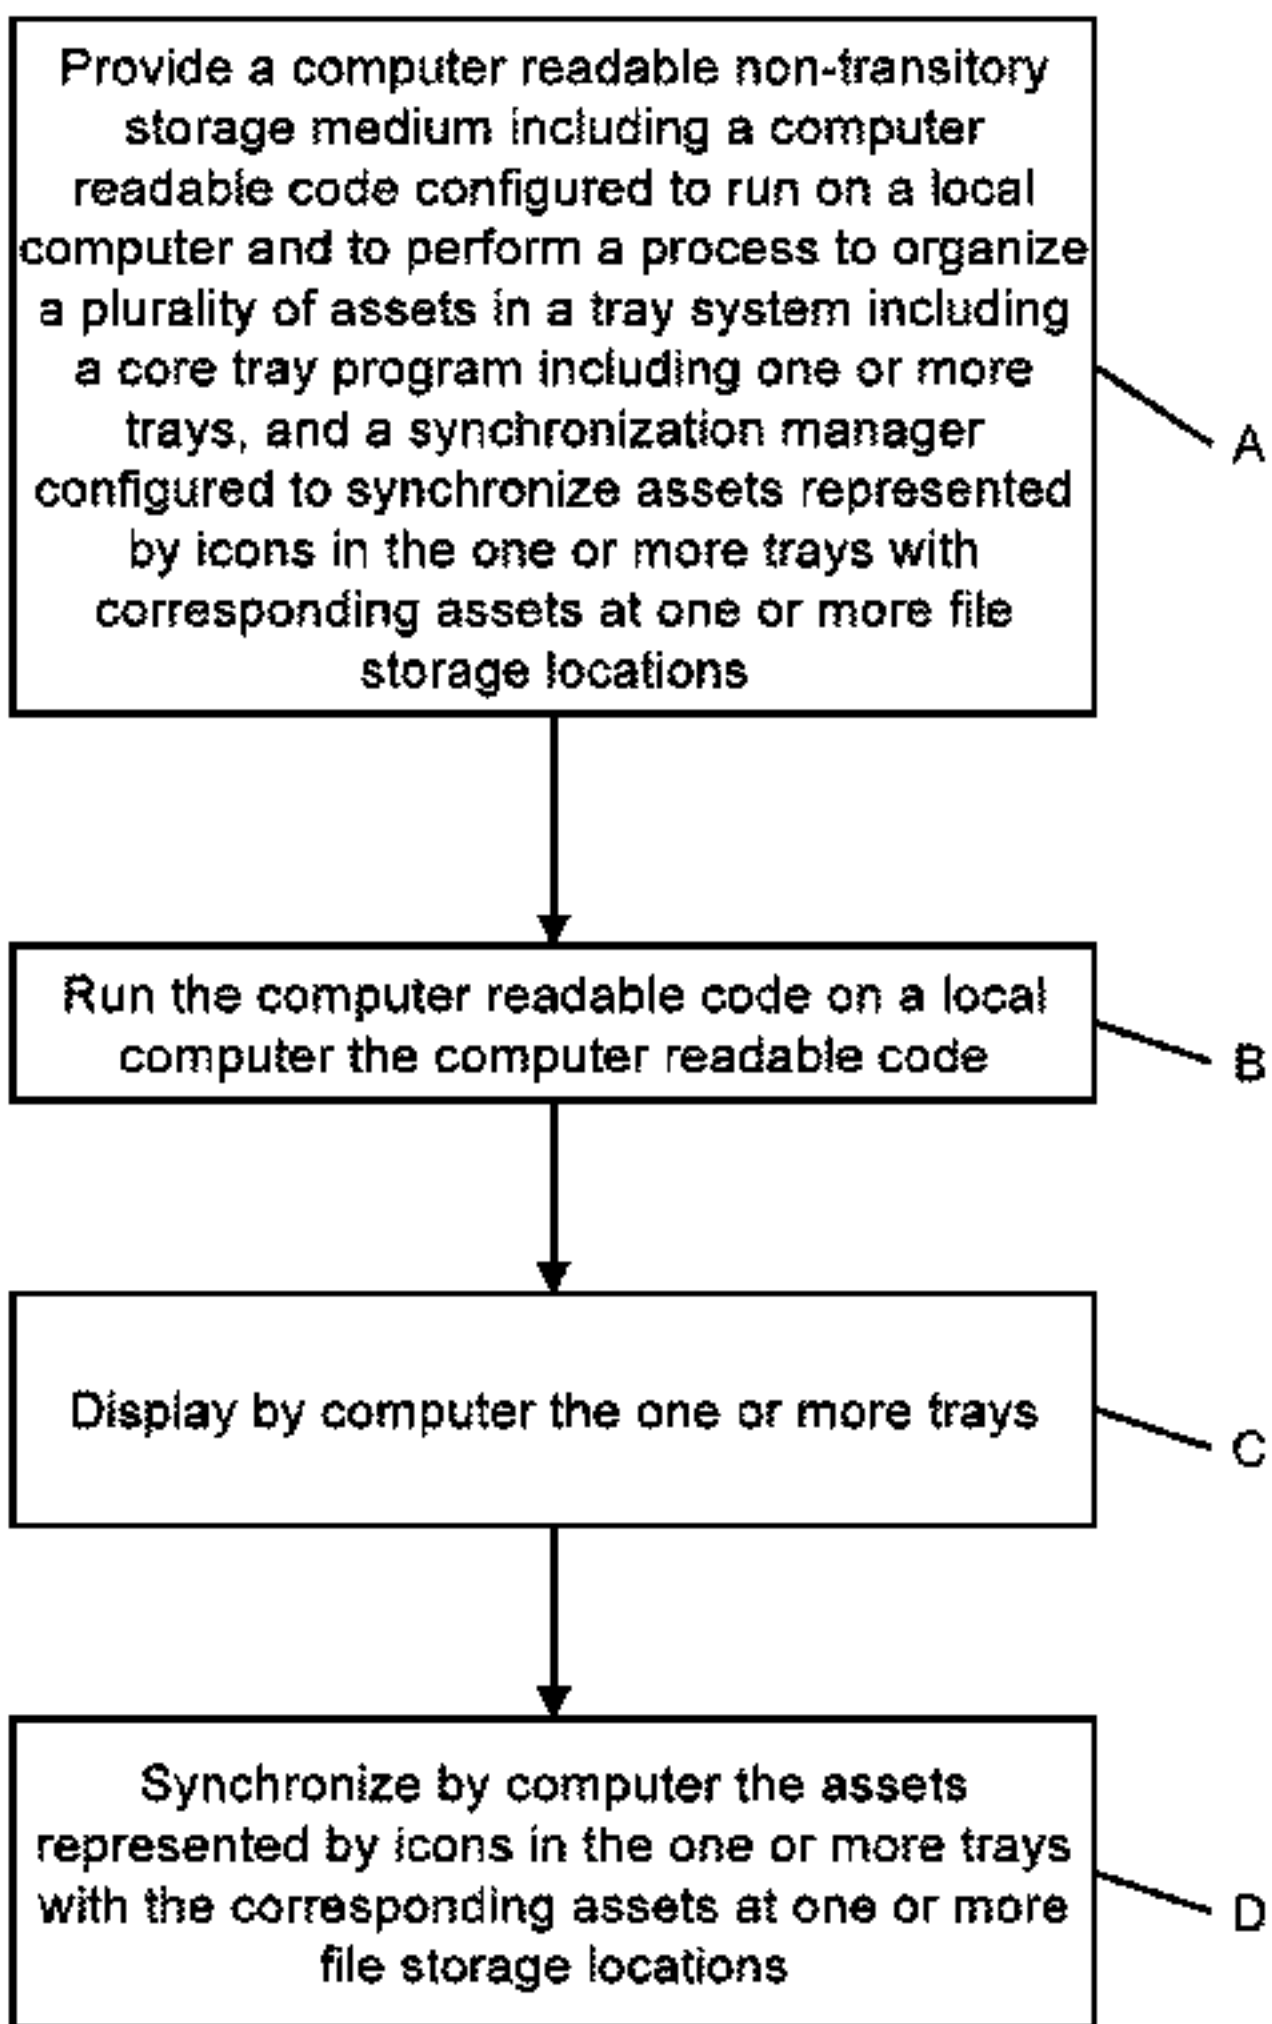 Provide a computer readable non-transitory
storage medium including a computer
readable code configured to run on a local
computer and to perform a process to organize
a plurality of assets in a tray system including
a core tray program including one or more
trays, and a synchronization manager
configured to synchronize assets represented
by icons in the one or more trays with
corresponding assets at one or more file
storage locations
A
Run the computer readable code on a local
computer the computer readable code
B
Display by computer the one or more trays
C
Synchronize by computer the assets
represented by icons in the one or more trays
with the corresponding assets at one or more
file storage locations
D